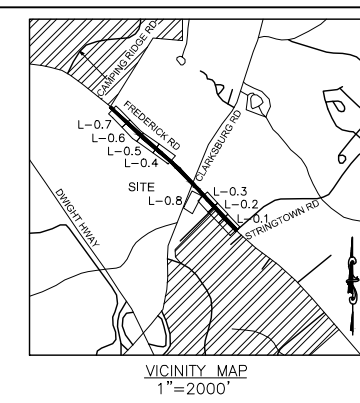 CAMPING RIDGE RD
FREDERICK RD
CLARKSBURG RD
L-0.7
L-0.6
L-0.5
L-0.4
SITE
L-0.8
L-0.3
L-0.2
L-0.1
STRINGTOWN RD
DWIGHT HWAY
VICINITY MAP
1"=2000'